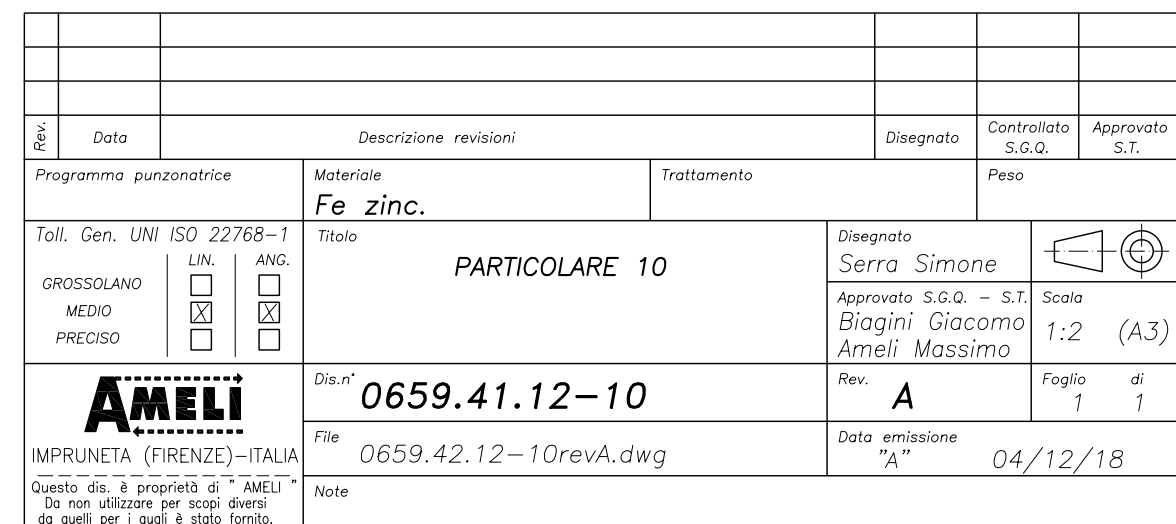 Rev. Data Descrizione revisioni Disegnato Controllato S.G.Q. Approvato S.T.
Programma punzonatrice
Materiale
Fe zinc.
Trattamento
Peso
Toll. Gen. UNI ISO 22768-1
LIN. ANG.
GROSSOLANO
MEDIO X X
PRECISO
Titolo
PARTICOLARE 10
Disegnato
Serra Simone
Approvato S.G.Q. - S.T.
Biagini Giacomo
Ameli Massimo
Scala
1:2 (A3)
AMELI
IMPRUNETA (FIRENZE)-ITALIA
Questo dis. è proprietà di " AMELI "
Da non utilizzare per scopi diversi
da quelli per i quali è stato fornito.
Dis.n° 0659.41.12-10
Rev.
A
Foglio di
1 1
File 0659.42.12-10revA.dwg
Data emissione
"A" 04/12/18
Note